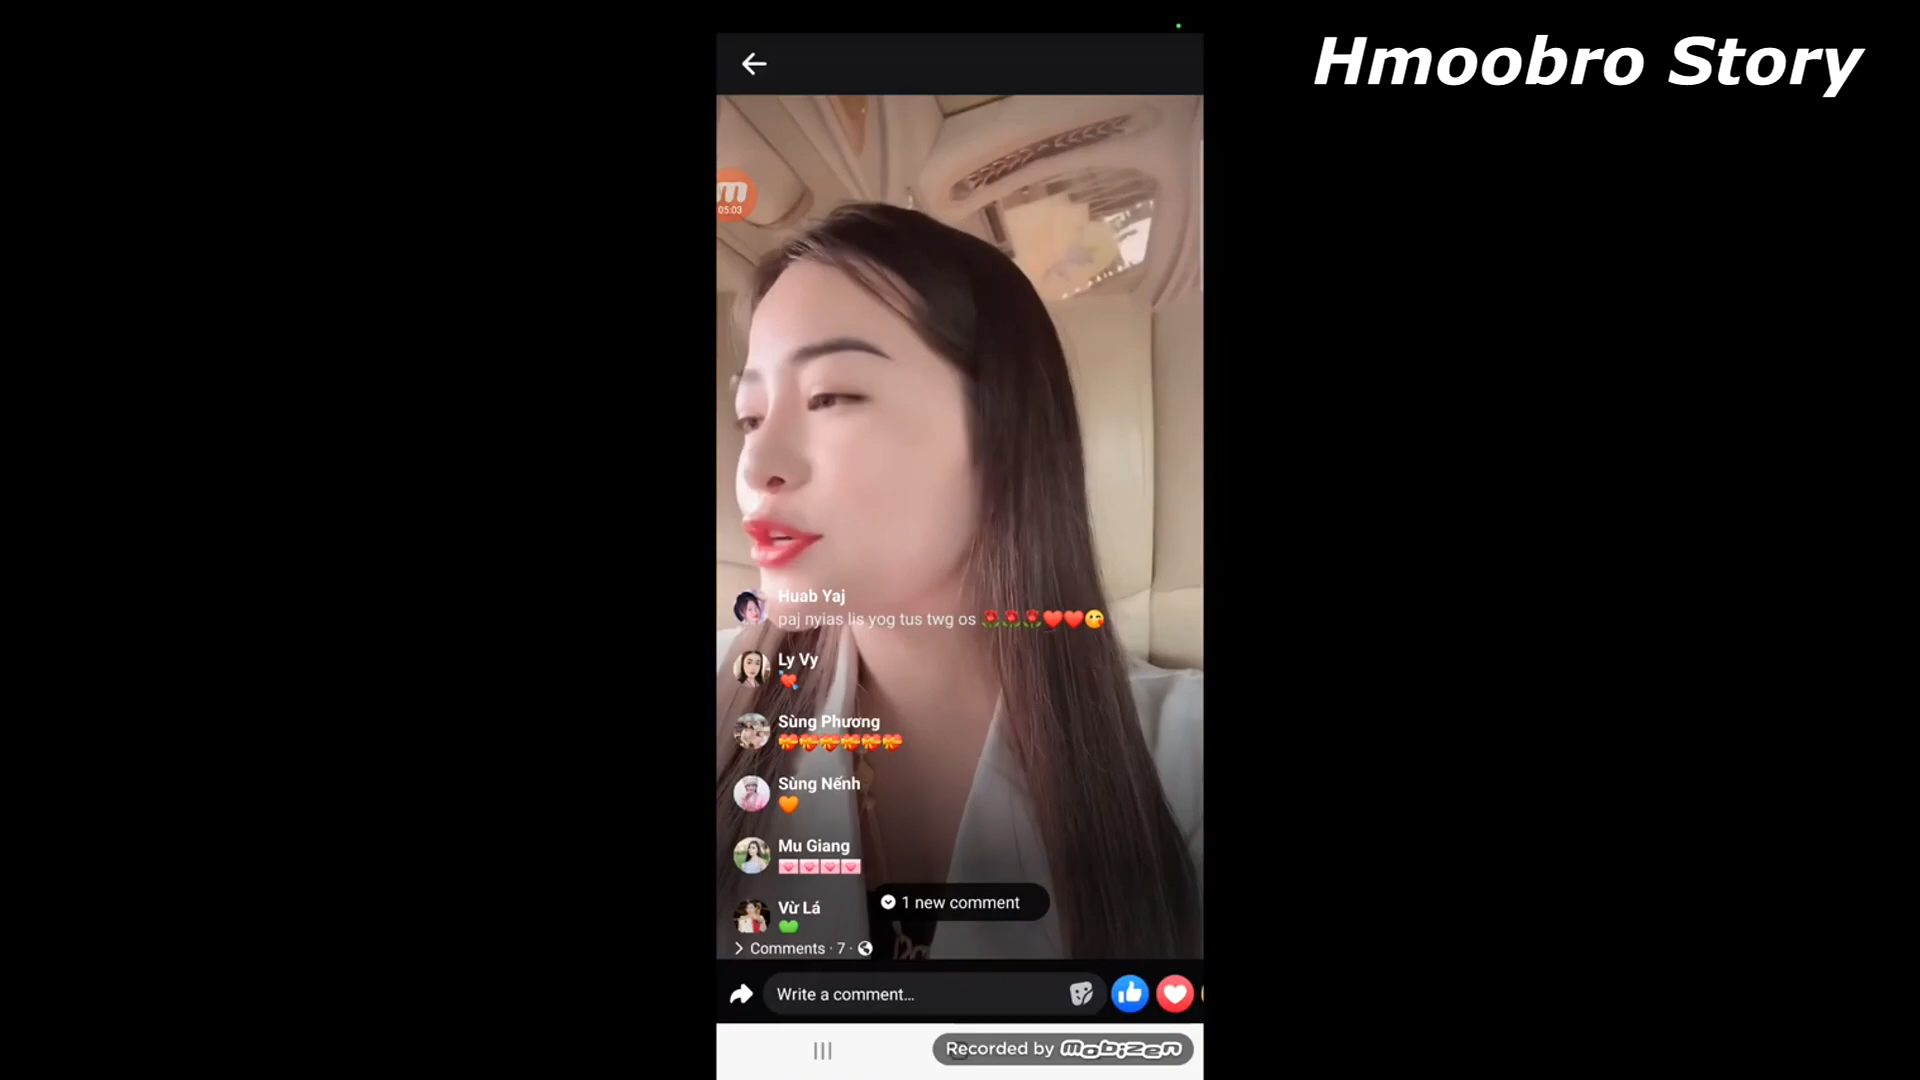 Hmoobro Story
m
05:03
Huab Yaj
paj nyias lis yog tus twg os 🌹🌹🌹❤️❤️😋
Ly Vy
💘
Sùng Phương
💝💝💝💝💝💝
Sùng Nếnh
🧡
Mu Giang
💌💌💌💌
Vừ Lá
💚
1 new comment
Comments · 7 ·
Write a comment...
Recorded by Mobizen